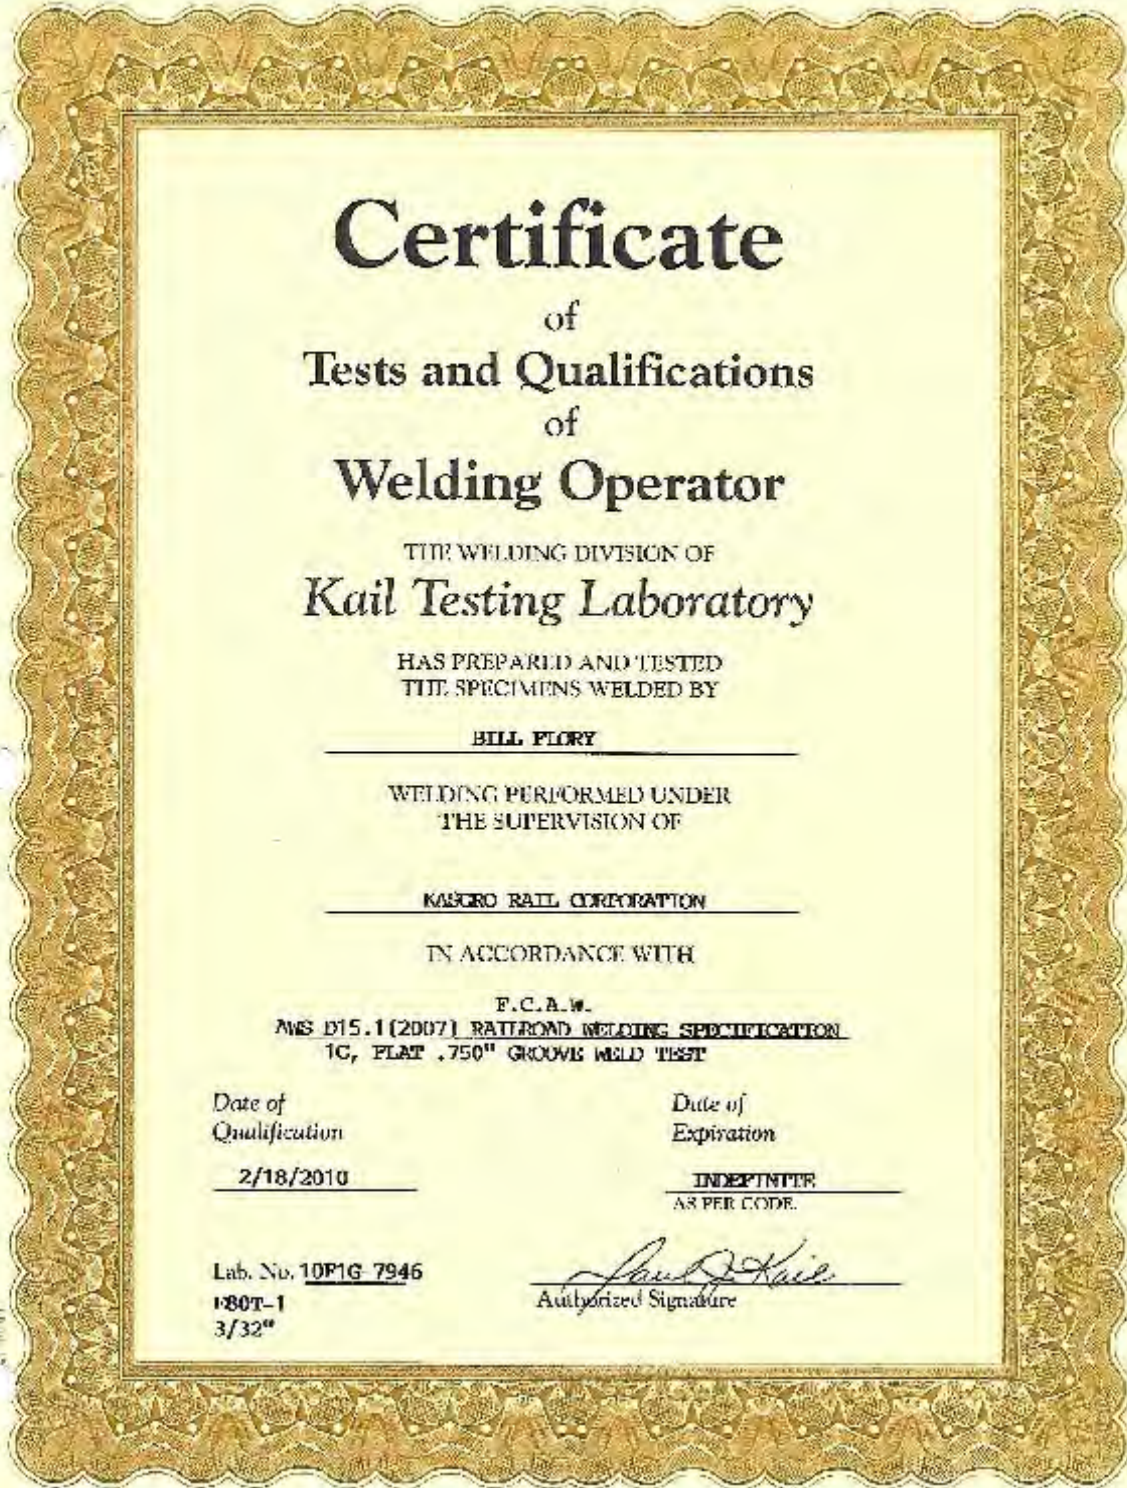 Certificate
of
Tests and Qualifications
of
Welding Operator
THE WELDING DIVISION OF
Kail Testing Laboratory
HAS PREPARED AND TESTED
THE SPECIMENS WELDED BY
BILL FLORY
WELDING PERFORMED UNDER
THE SUPERVISION OF
KASGRO RAIL CORPORATION
IN ACCORDANCE WITH
F.C.A.W.
AWS D15.1(2007) RAILROAD WELDING SPECIFICATION
1G, FLAT .750" GROOVE WELD TEST
Date of Qualification
Date of Expiration
2/18/2010
INDEFINITE
AS PER CODE
Lab. No. 10F1G 7946
Paul J. Kail
Authorized Signature
E80T-1
3/32"